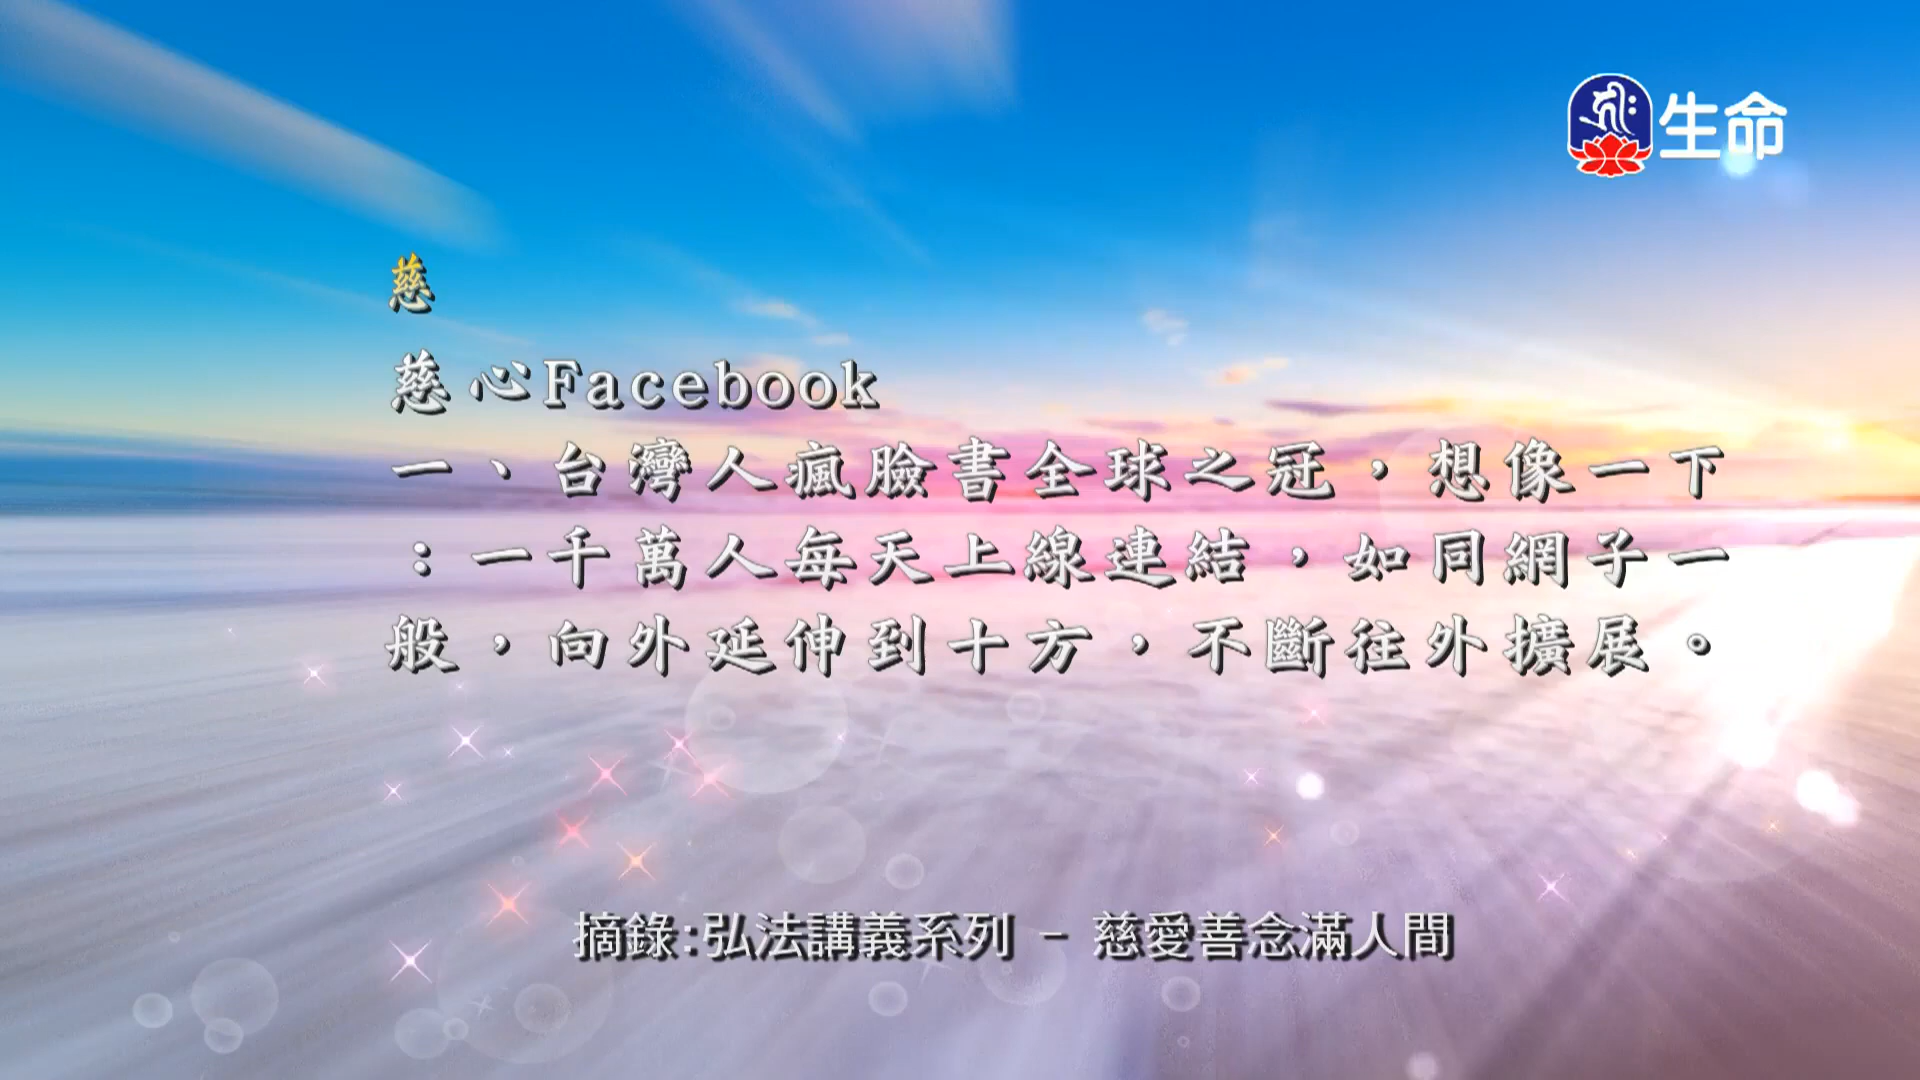 生命
慈
慈心Facebook
一、台灣人瘋臉書全球之冠，想像一下
：一千萬人每天上線連結，如同網子一
般，向外延伸到十方，不斷往外擴展。
摘錄:弘法講義系列 - 慈愛善念滿人間